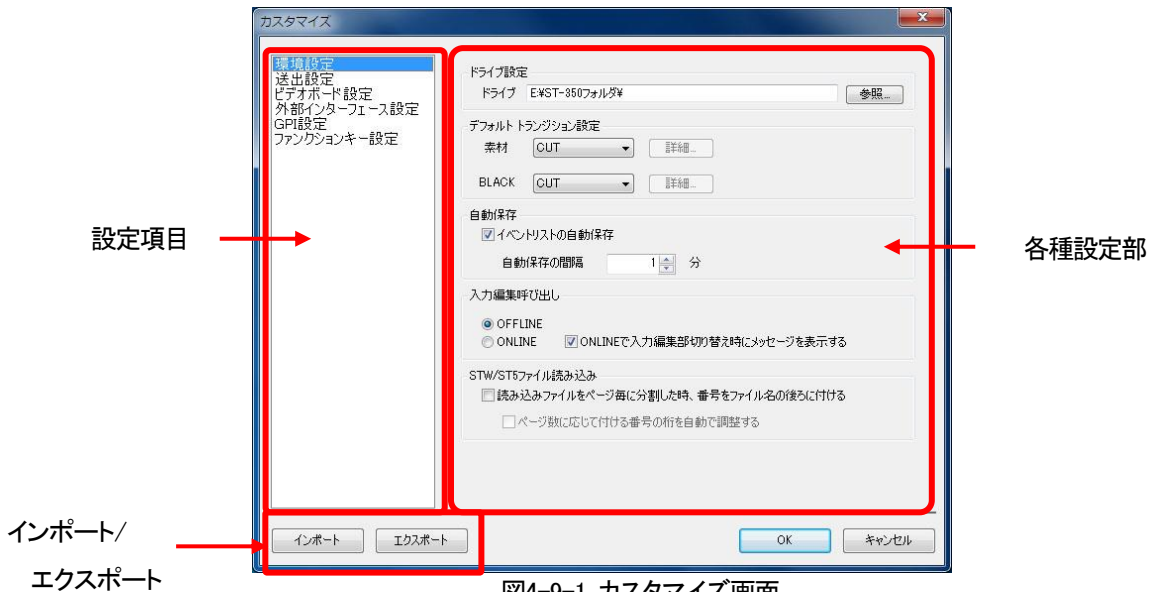 カスタマイズ
環境設定
送出設定
ビデオボード設定
外部インターフェース設定
GPI設定
ファンクションキー設定
ドライブ設定
ドライブ E:¥ST-350フォルダ¥ 参照...
デフォルトトランジション設定
素材 CUT 詳細...
BLACK CUT 詳細...
自動保存
イベントリストの自動保存
自動保存の間隔 1 分
入力編集呼び出し
OFFLINE
ONLINE ONLINEで入力編集部切り替え時にメッセージを表示する
STW/ST5ファイル読み込み
読み込みファイルをページ毎に分割した時、番号をファイル名の後ろに付ける
ページ数に応じて付ける番号の桁を自動で調整する
インポート エクスポート OK キャンセル
設定項目
各種設定部
インポート/
エクスポート
図4-9-1 カスタマイズ画面